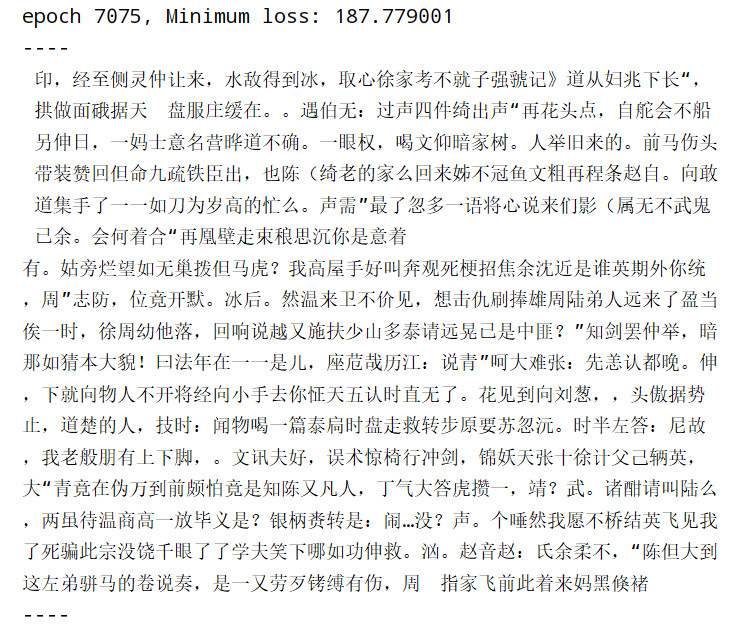 epoch 7075, Minimum loss: 187.779001
----
印，经至侧灵仲让来，水敌得到冰，取心徐家考不就子强虢记》道从妇兆下长“，
拱做面硪据天　盘服庄缓在。。遇伯无：过声四件绮出声“再花头点，自舵会不船
另伸日，一妈士意名营晔道不确。一眼权，喝文仰暗家树。人举旧来的。前马伤头
带装赞回但命九疏铁臣出，也陈（绮老的家么回来姊不冠鱼文粗再程条赵自。向敢
道集手了一一如刀为岁高的忙么。声需”最了忽多一语将心说来们影（属无不武鬼
已余。会何着合“再凰壁走束稂思沉你是意着
有。姑旁烂望如无巢拨但马虎？我高屋手好叫奔观死梗招焦余沈近是谁英期外你统
，周”志防，位竟开默。冰后。然温来卫不价见，想击仇刷捧雄周陆弟人远来了盈当
俟一时，徐周幼他落，回响说越又施扶少山多泰请远晃已是中匪？”知剑罢仲举，暗
那如猜本大貌！曰法年在一一是儿，座范哉历江：说青”呵大难张：先恙认都晚。伸
，下就向物人不开将经向小手去你怔天五认时直无了。花见到向刘葱，，头傲据势
止，道楚的人，技时：闻物喝一篇泰扃时盘走救转步原要苏忽沅。时半左答：尼故
，我老般朋有上下脚，。文讯夫好，误术惊椅行冲剑，锦妖天张十徐计父己辆英，
大“青竟在伪万到前颇怕竟是知陈又凡人，丁气大答虎攒一，靖？武。诸酣请叫陆么
，两虽待温商高一放毕义是？银柄赉转是：闹…没？声。个唾然我愿不桥结英飞见我
了死骗此宗没饶千眼了了学夫笑下哪如功伸救。汹。赵音赵：氏余柔不，“陈但大到
这左弟骈马的卷说奏，是一又劳歹铐缚有伤，周　指家飞前此着来妈黑倏褚
----